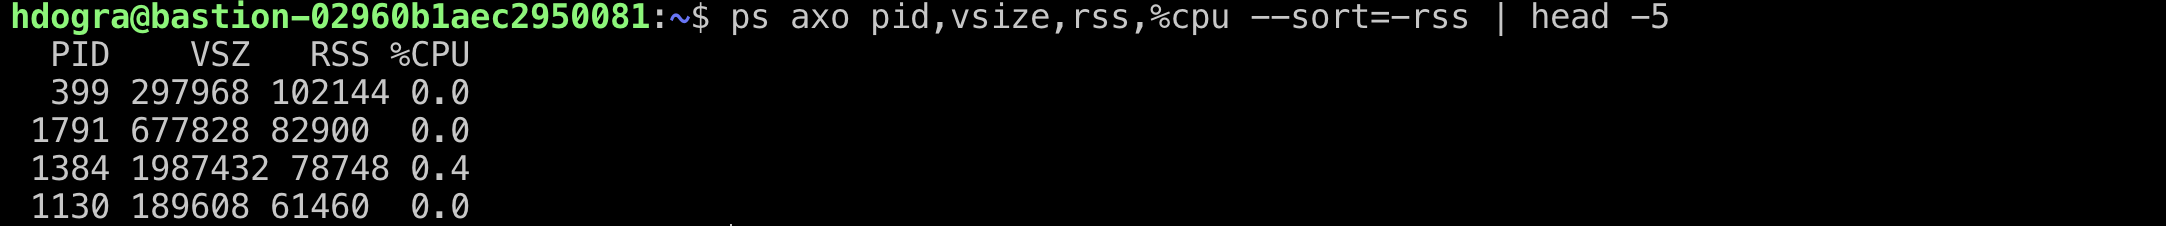 hdogra@bastion-02960b1aec2950081:~$ ps axo pid,vsize,rss,%cpu --sort=-rss | head -5
  PID    VSZ   RSS %CPU
  399 297968 102144 0.0
 1791 677828 82900  0.0
 1384 1987432 78748 0.4
 1130 189608 61460  0.0